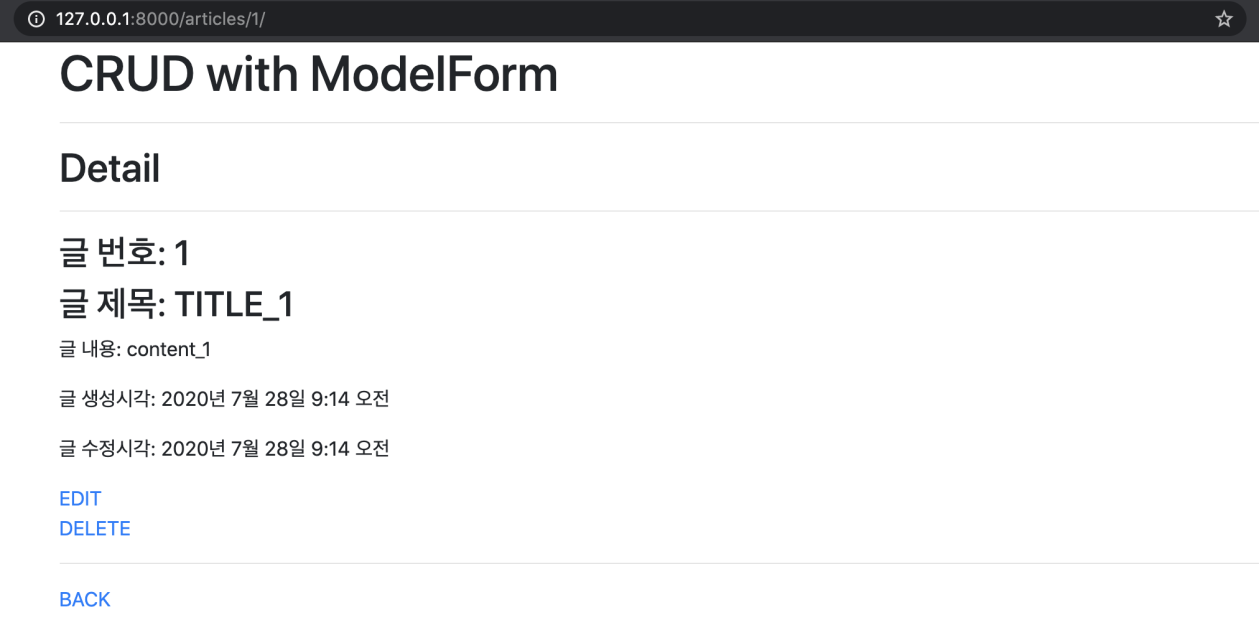 127.0.0.1:8000/articles/1/
CRUD with ModelForm
Detail
글 번호: 1
글 제목: TITLE_1
글 내용: content_1
글 생성시각: 2020년 7월 28일 9:14 오전
글 수정시각: 2020년 7월 28일 9:14 오전
EDIT
DELETE
BACK